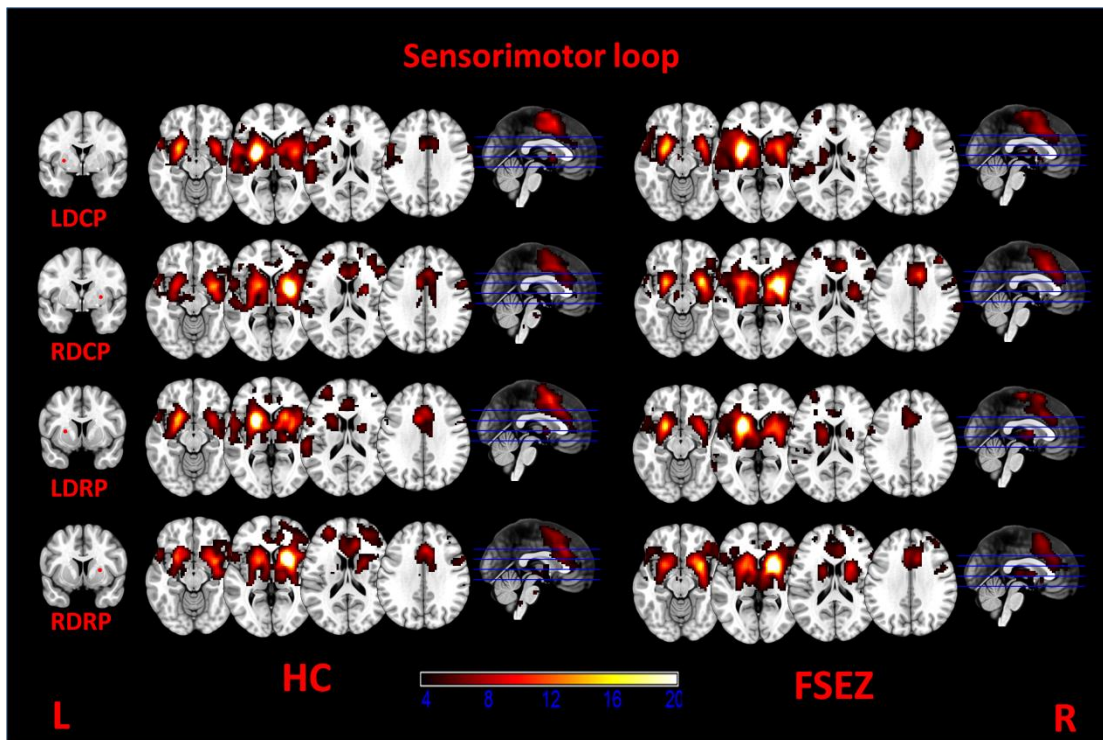 Sensorimotor loop
LDCP
RDCP
LDRP
RDRP
HC
4 8 12 16 20
FSEZ
L
R